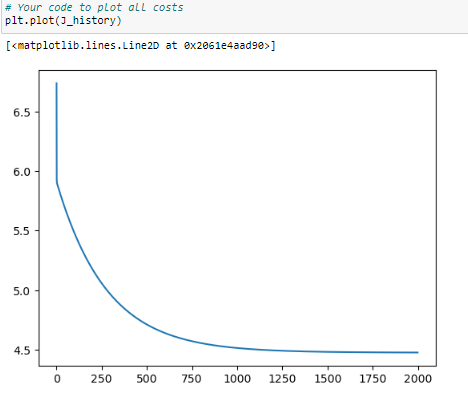 # Your code to plot all costs
plt.plot(J_history)
[<matplotlib.lines.Line2D at 0x2061e4aad90>]
6.5
6.0
5.5
5.0
4.5
0 250 500 750 1000 1250 1500 1750 2000